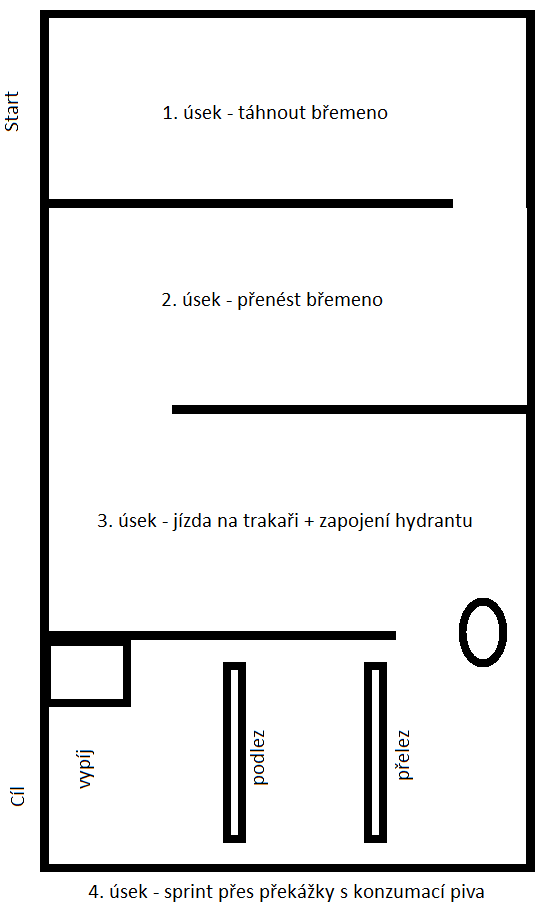 Start
1. úsek - táhnout břemeno
2. úsek - přenést břemeno
3. úsek - jízda na trakaři + zapojení hydrantu
vypíj
podlez
přelez
Cíl
4. úsek - sprint přes překážky s konzumací piva